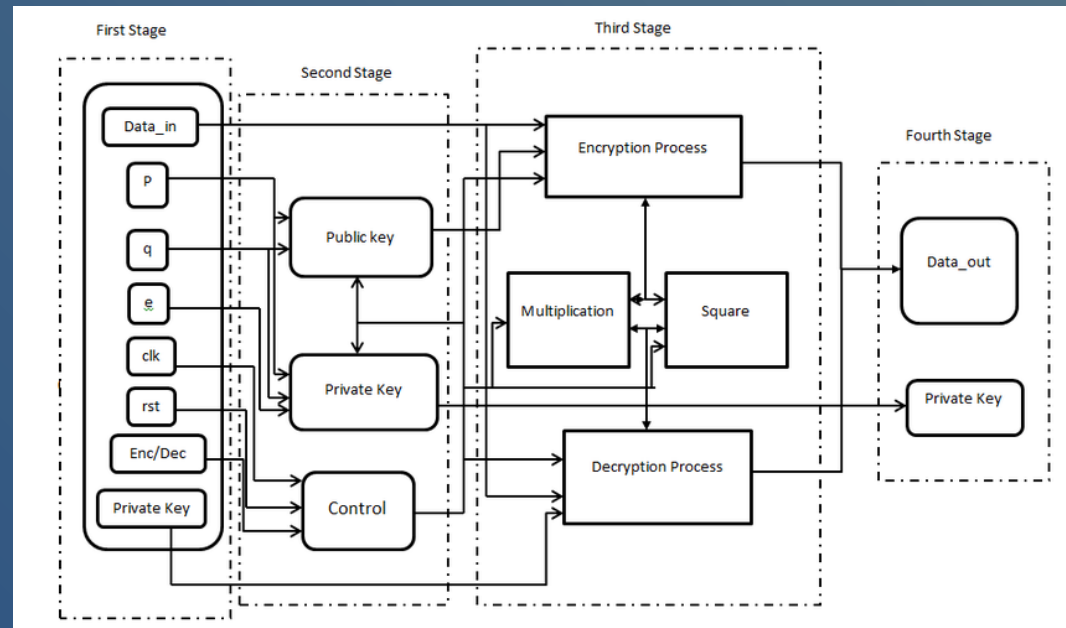 First Stage
Data_in
P
q
e
clk
rst
Enc/Dec
Private Key
Second Stage
Public key
Private Key
Control
Third Stage
Encryption Process
Multiplication
Square
Decryption Process
Fourth Stage
Data_out
Private Key